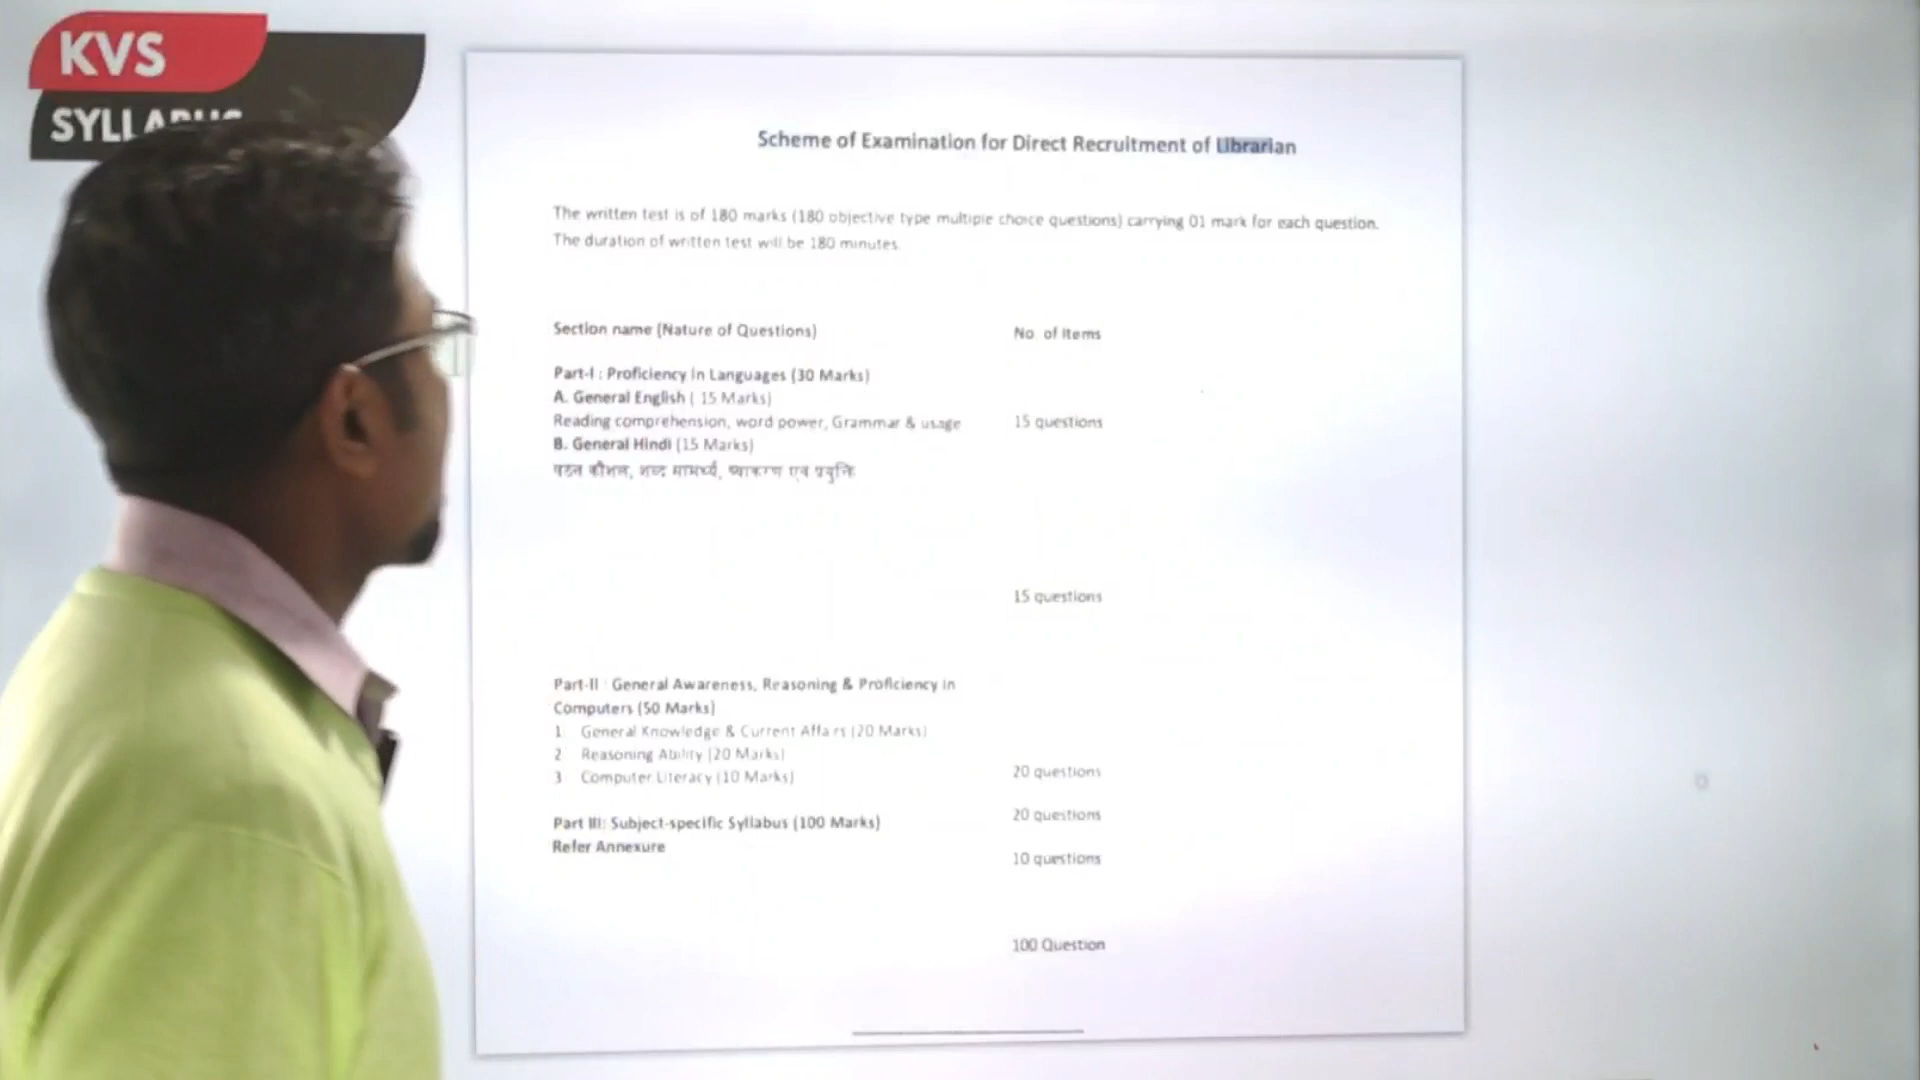 KVS
SYLLABUS
Scheme of Examination for Direct Recruitment of Librarian
The written test is of 180 marks (180 objective type multiple choice questions) carrying 01 mark for each question.
The duration of written test will be 180 minutes.
Section name (Nature of Questions) No. of Items
Part-I : Proficiency in Languages (30 Marks)
A. General English ( 15 Marks)
Reading comprehension, word power, Grammar & usage 15 questions
B. General Hindi (15 Marks)
पठन कौशल, शब्द सामर्थ्य, व्याकरण एवं प्रयुक्ति
15 questions
Part-II : General Awareness, Reasoning & Proficiency in
Computers (50 Marks)
1 General Knowledge & Current Affairs (20 Marks)
2 Reasoning Ability (20 Marks)
3 Computer Literacy (10 Marks)
20 questions
20 questions
Part III: Subject-specific Syllabus (100 Marks)
Refer Annexure
10 questions
100 Question